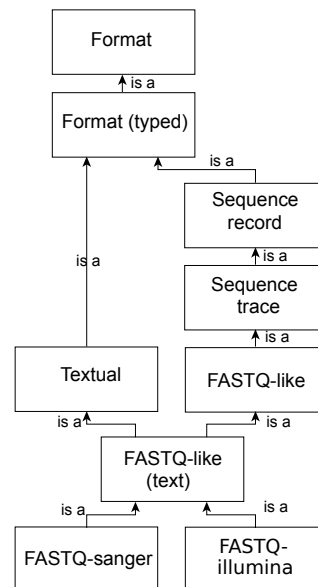 Format
is a
Format (typed)
is a
Sequence
record
is a
is a
Sequence
trace
is a
Textual
FASTQ-like
is a
is a
FASTQ-like
(text)
is a
is a
FASTQ-sanger
FASTQ-
illumina